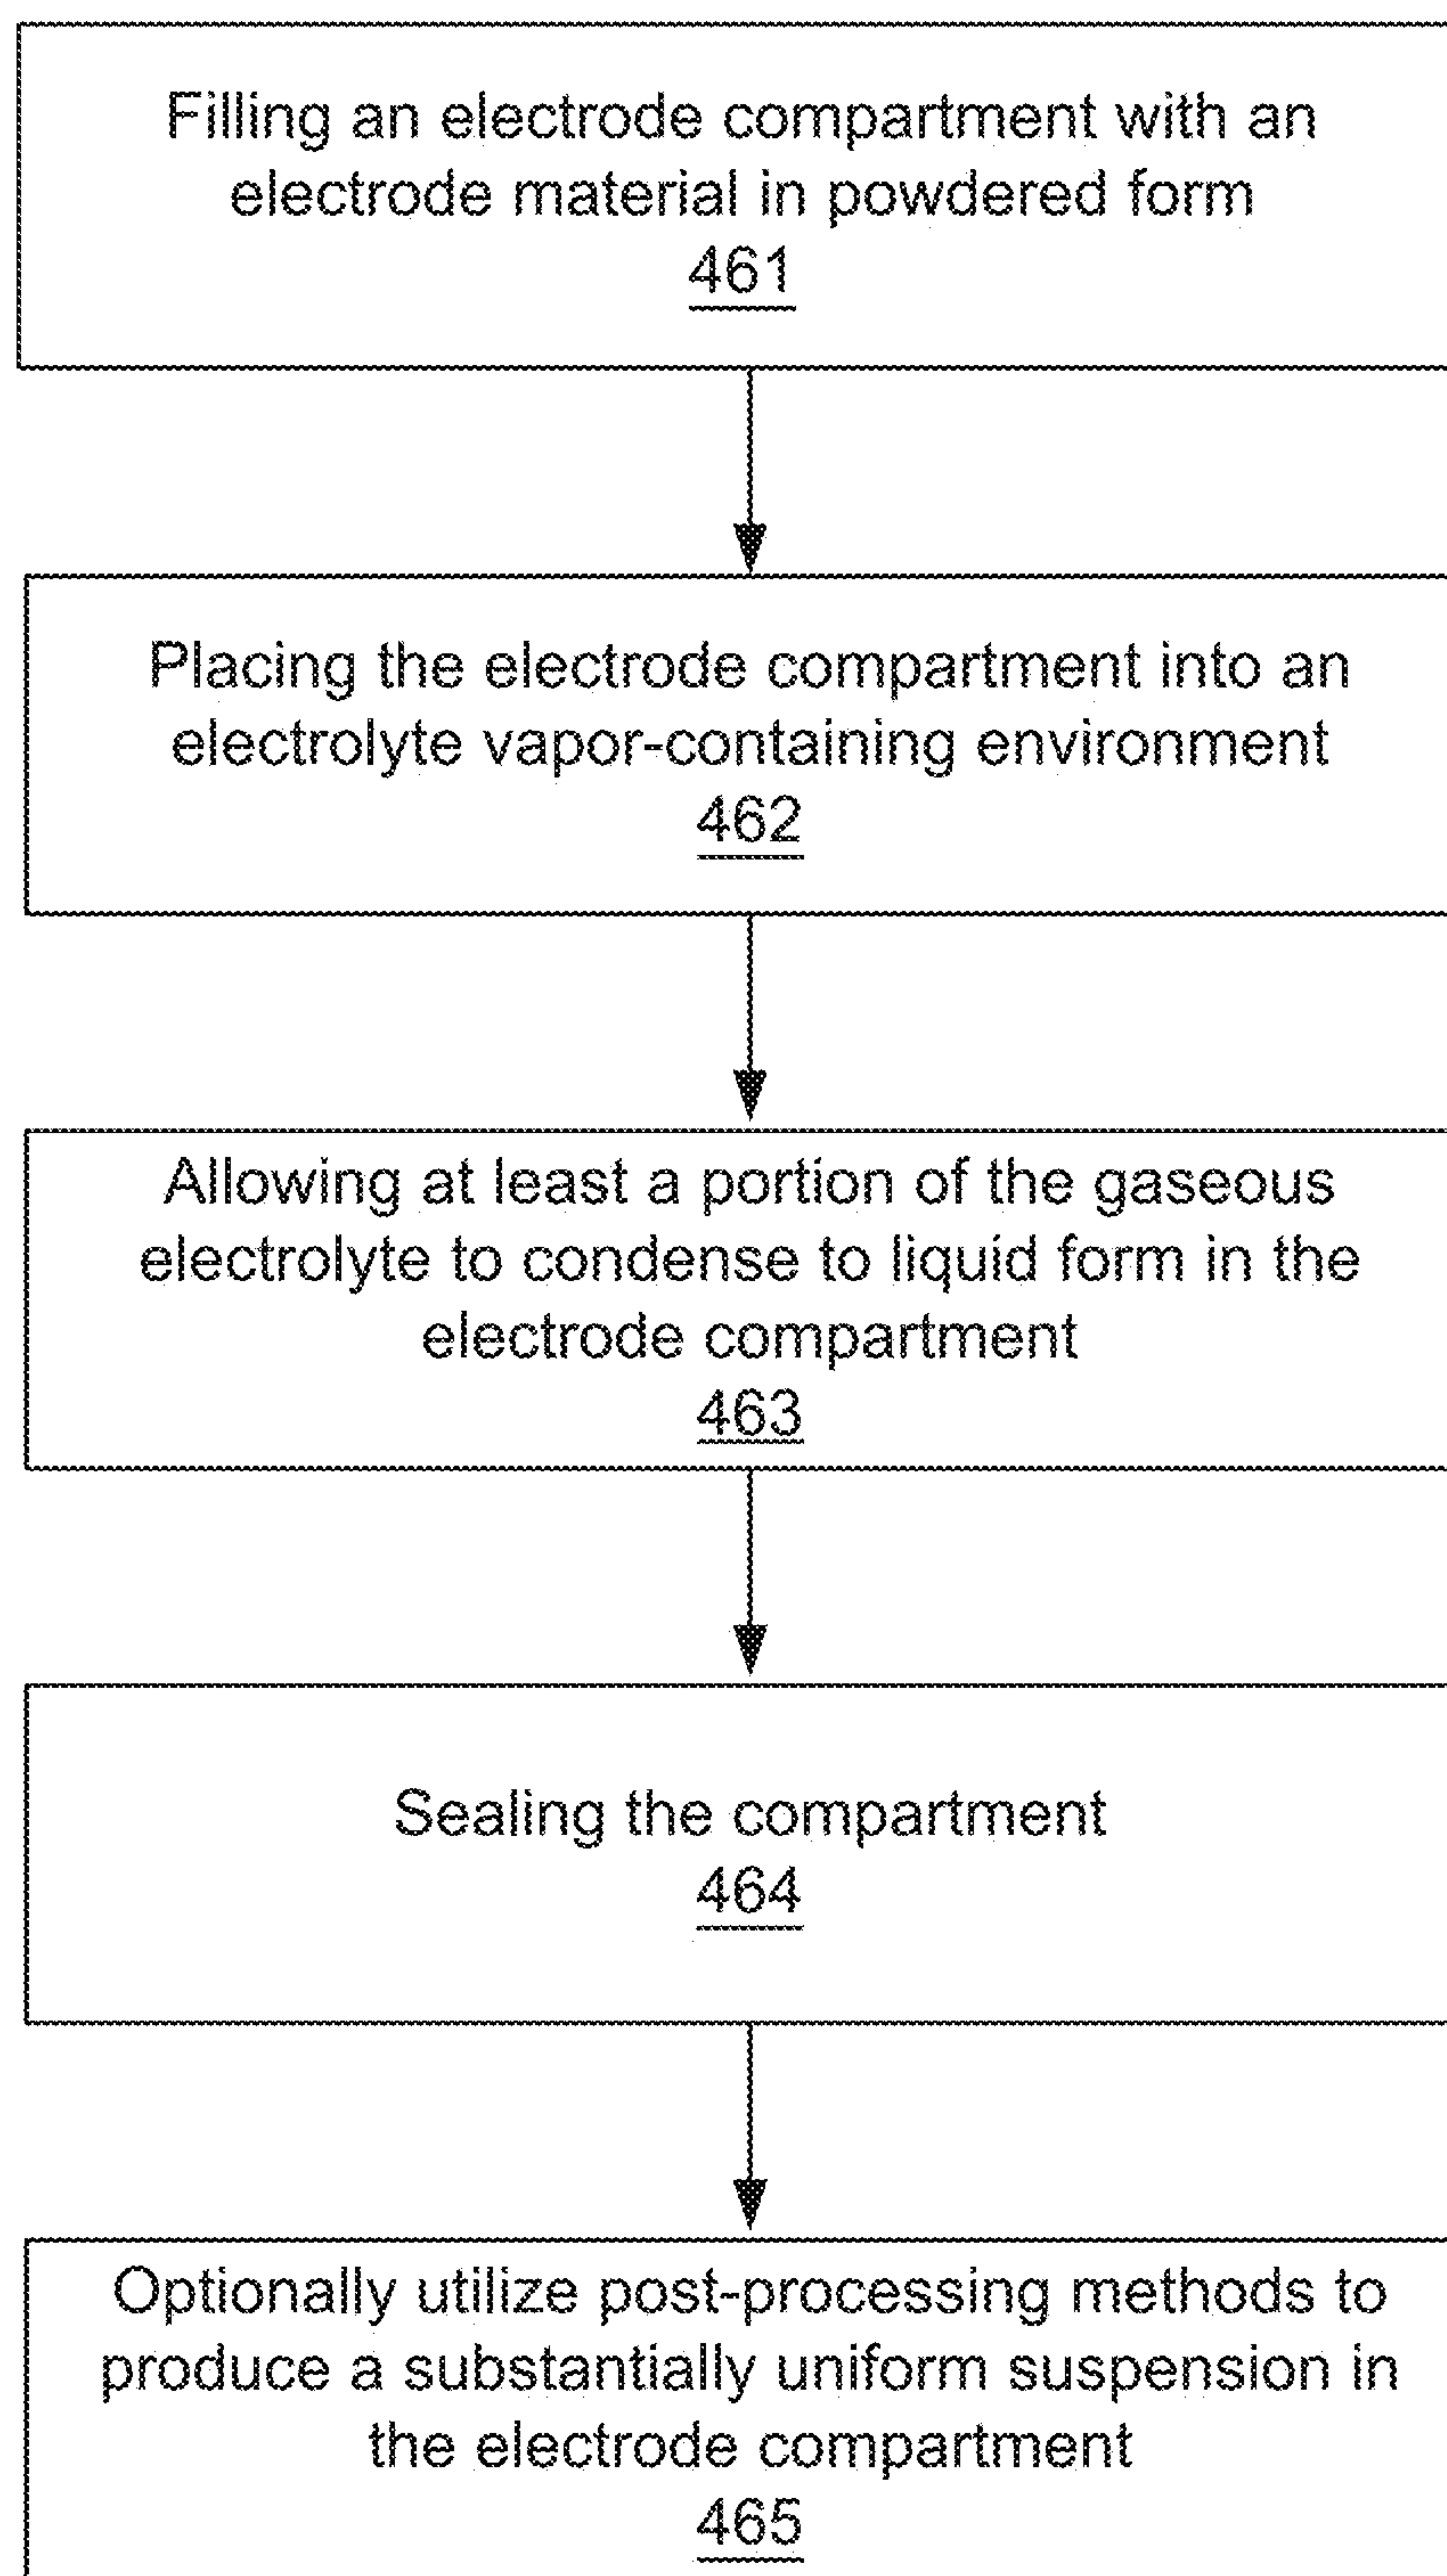 Filling an electrode compartment with an
electrode material in powdered form
461
Placing the electrode compartment into an
electrolyte vapor-containing environment
462
Allowing at least a portion of the gaseous
electrolyte to condense to liquid form in the
electrode compartment
463
Sealing the compartment
464
Optionally utilize post-processing methods to
produce a substantially uniform suspension in
the electrode compartment
465